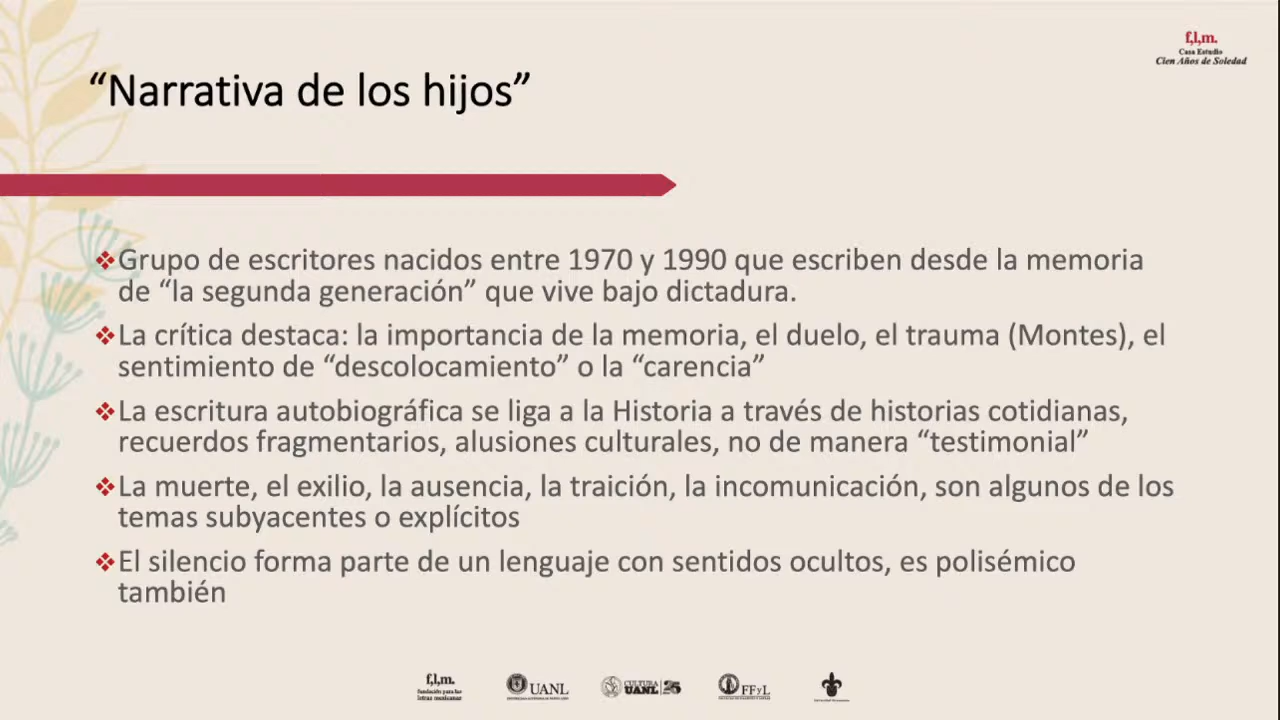 f,l,m.
Casa Estudio
Cien Años de Soledad
“Narrativa de los hijos”
Grupo de escritores nacidos entre 1970 y 1990 que escriben desde la memoria
de “la segunda generación” que vive bajo dictadura.
La crítica destaca: la importancia de la memoria, el duelo, el trauma (Montes), el
sentimiento de “descolocamiento” o la “carencia”
La escritura autobiográfica se liga a la Historia a través de historias cotidianas,
recuerdos fragmentarios, alusiones culturales, no de manera “testimonial”
La muerte, el exilio, la ausencia, la traición, la incomunicación, son algunos de los
temas subyacentes o explícitos
El silencio forma parte de un lenguaje con sentidos ocultos, es polisémico
también
f,l,m.
fundación para las
letras mexicanas
UANL
CULTURA
UANL
FFyL